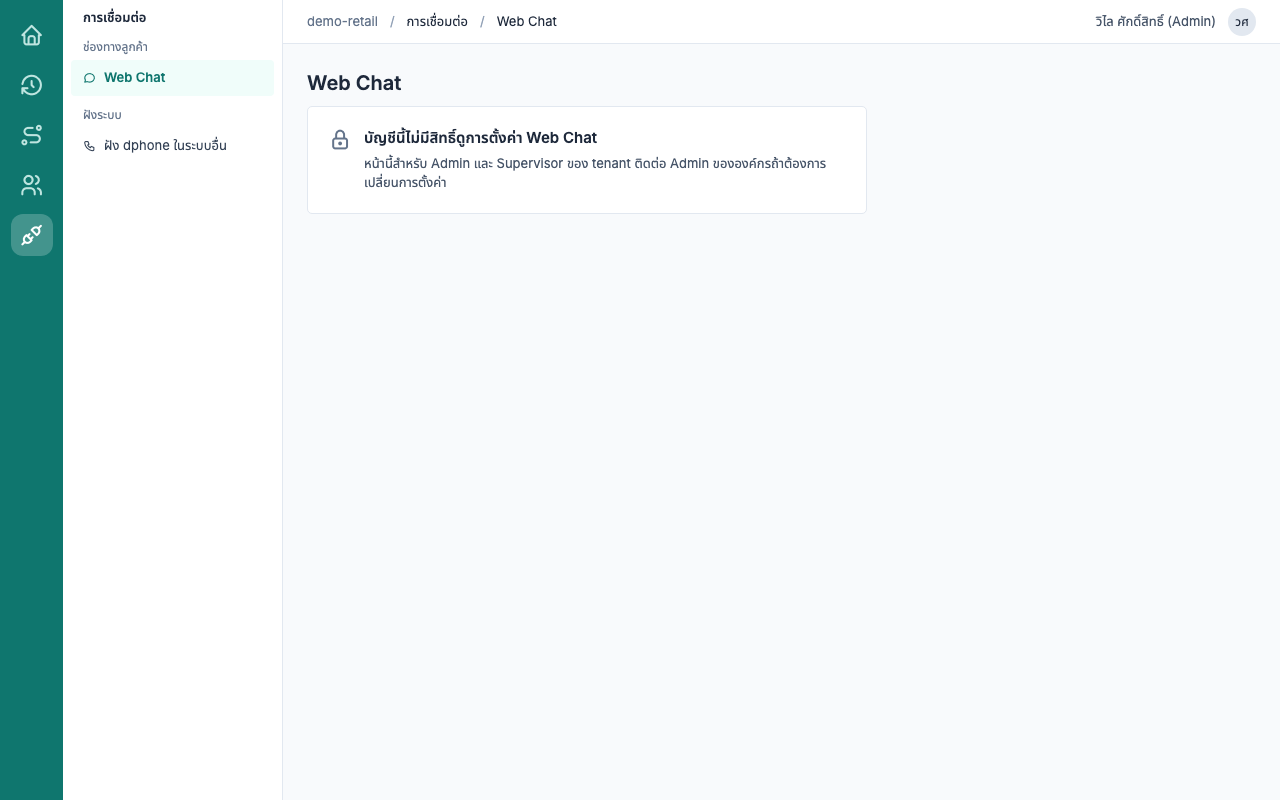 การเชื่อมต่อ
ช่องทางลูกค้า
Web Chat
ฝังระบบ
ฝัง dphone ในระบบอื่น
demo-retail / การเชื่อมต่อ / Web Chat
วิไล ศักดิ์สิทธิ์ (Admin)
วศ
Web Chat
บัญชีนี้ไม่มีสิทธิ์ดูการตั้งค่า Web Chat
หน้านี้สำหรับ Admin และ Supervisor ของ tenant ติดต่อ Admin ขององค์กรถ้าต้องการ
เปลี่ยนการตั้งค่า